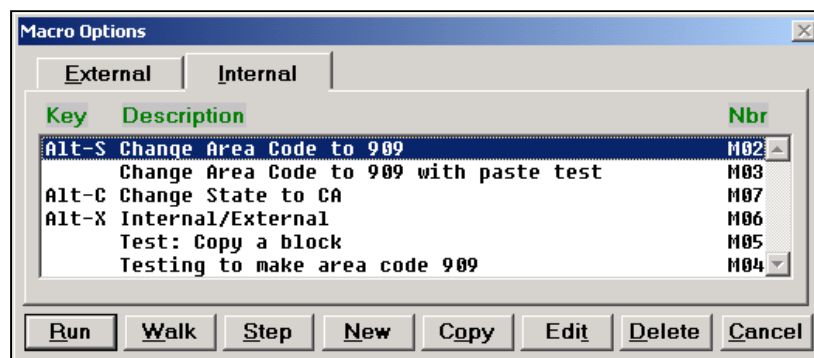 Macro Options
External Internal
Key Description Nbr
Alt-S Change Area Code to 909 M02
Change Area Code to 909 with paste test M03
Alt-C Change State to CA M07
Alt-X Internal/External M06
Test: Copy a block M05
Testing to make area code 909 M04
Run Walk Step New Copy Edit Delete Cancel